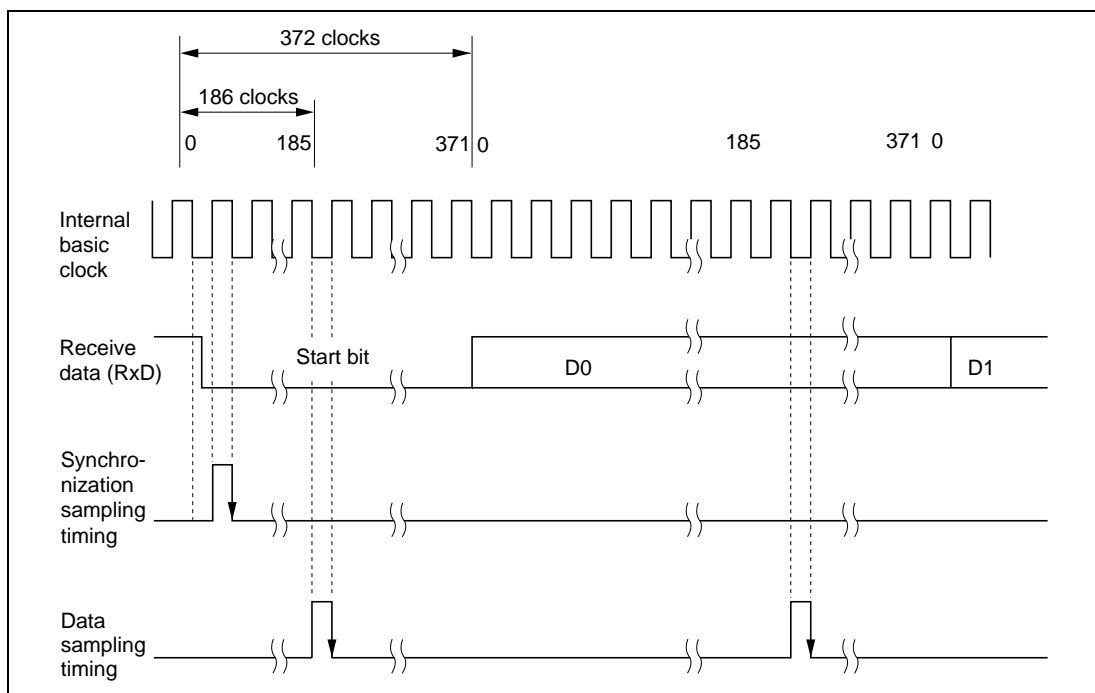 372 clocks
186 clocks
0 185 371 0 185 371 0
Internal
basic
clock
Receive
data (RxD)
Start bit
D0
D1
Synchro-
nization
sampling
timing
Data
sampling
timing